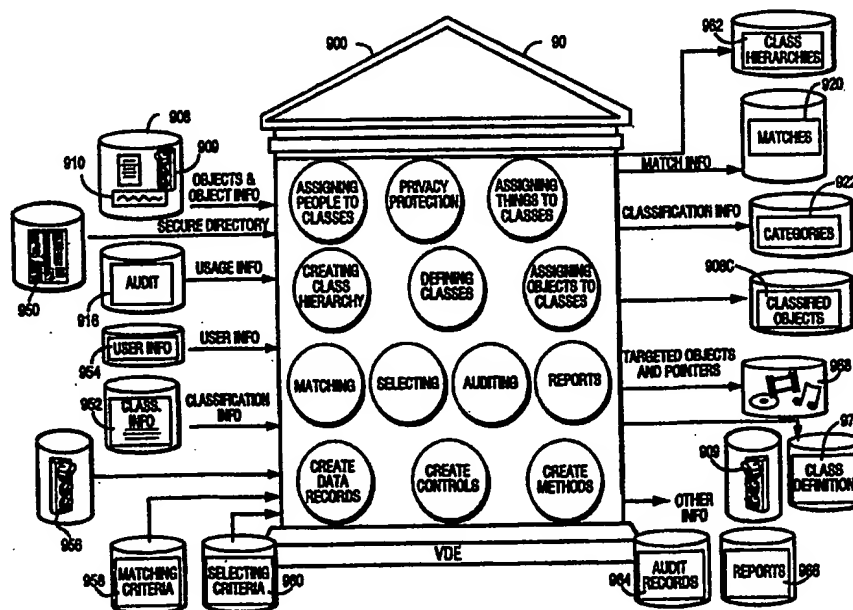 900
90
962
CLASS
HIERARCHIES
920
MATCHES
MATCH INFO
908
909
910
OBJECTS &
OBJECT INFO
SECURE DIRECTORY
950
ASSIGNING
PEOPLE TO
CLASSES
PRIVACY
PROTECTION
ASSIGNING
THINGS TO
CLASSES
CLASSIFICATION INFO
922
CATEGORIES
AUDIT
916
USAGE INFO
CREATING
CLASS
HIERARCHY
DEFINING
CLASSES
ASSIGNING
OBJECTS TO
CLASSES
908C
CLASSIFIED
OBJECTS
USER INFO
954
USER INFO
MATCHING
SELECTING
AUDITING
REPORTS
TARGETED OBJECTS
AND POINTERS
968
952
CLASS.
INFO
CLASSIFICATION
INFO
956
CREATE
DATA
RECORDS
CREATE
CONTROLS
CREATE
METHODS
OTHER
INFO
909
97
CLASS
DEFINITION
VDE
958
MATCHING
CRITERIA
SELECTING
CRITERIA
960
964
AUDIT
RECORDS
REPORTS
966